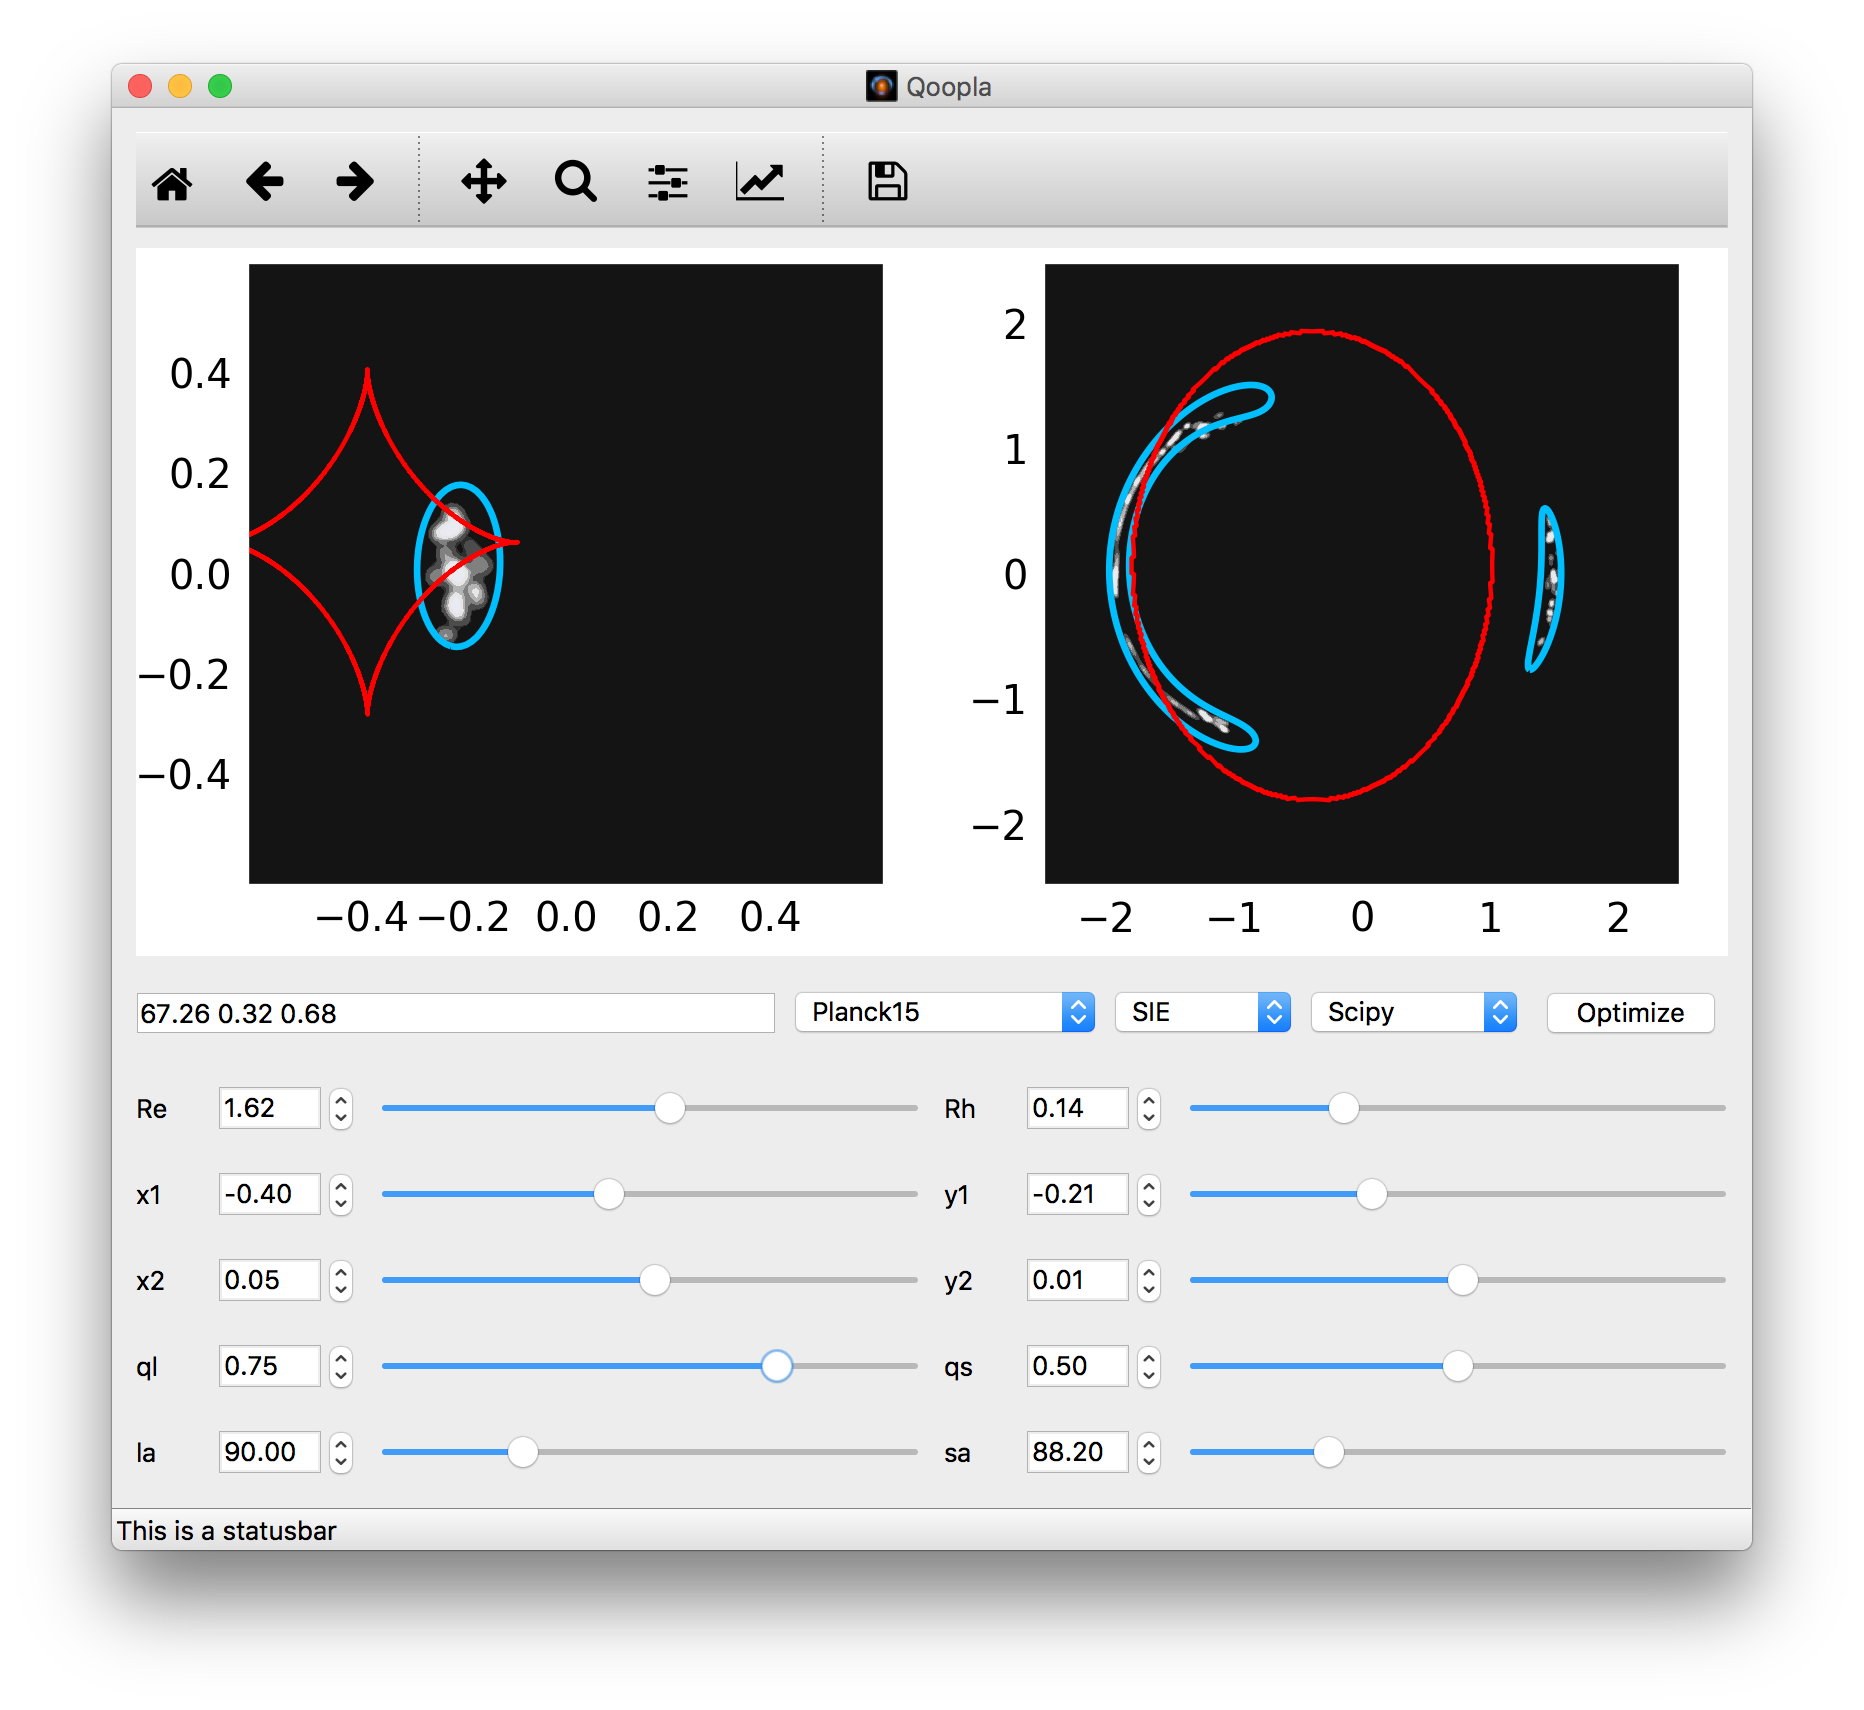 Qoopla
0.4
0.2
0.0
−0.2
−0.4
−0.4 −0.2 0.0 0.2 0.4
2
1
0
−1
−2
−2 −1 0 1 2
67.26 0.32 0.68 Planck15 SIE Scipy Optimize
Re 1.62 Rh 0.14
x1 -0.40 y1 -0.21
x2 0.05 y2 0.01
ql 0.75 qs 0.50
la 90.00 sa 88.20
This is a statusbar